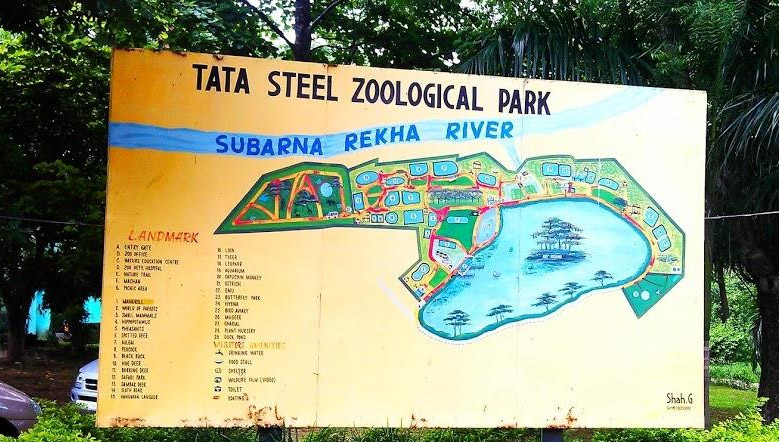 TATA STEEL ZOOLOGICAL PARK
SUBARNA REKHA RIVER
LANDMARK
A. ENTRY GATE
B. ZOO OFFICE
C. NATURE EDUCATION CENTRE
D. ZOO VETY. HOSPITAL
E. NATURE TRAIL
F. MACHAN
G. PICNIC AREA
1. MANDRILL
2. WORLD OF PARROTS
3. SMALL MAMMALS
4. HIPPOPOTAMUS
5. PHEASANTS
6. SPOTTED DEER
7. NILGAI
8. PEACOCK
9. BLACK BUCK
10. HOG DEER
11. BARKING DEER
12. SAFARI PARK
13. SAMBAR DEER
14. SLOTH BEAR
15. HANUMAN LANGOOR
16. LION
17. TIGER
18. LEOPARD
19. AQUARIUM
20. CAPUCHIN MONKEY
21. OSTRICH
22. EMU
23. BUTTERFLY PARK
24. HYENA
25. BIRD AVIARY
26. MUGGER
27. GHARIAL
28. PLANT NURSERY
29. DUCK POND
VISITORS AMENITIES
DRINKING WATER
FOOD STALL
SHELTER
WILDLIFE FILM (VIDEO)
TOILET
BOATING
Shah.G